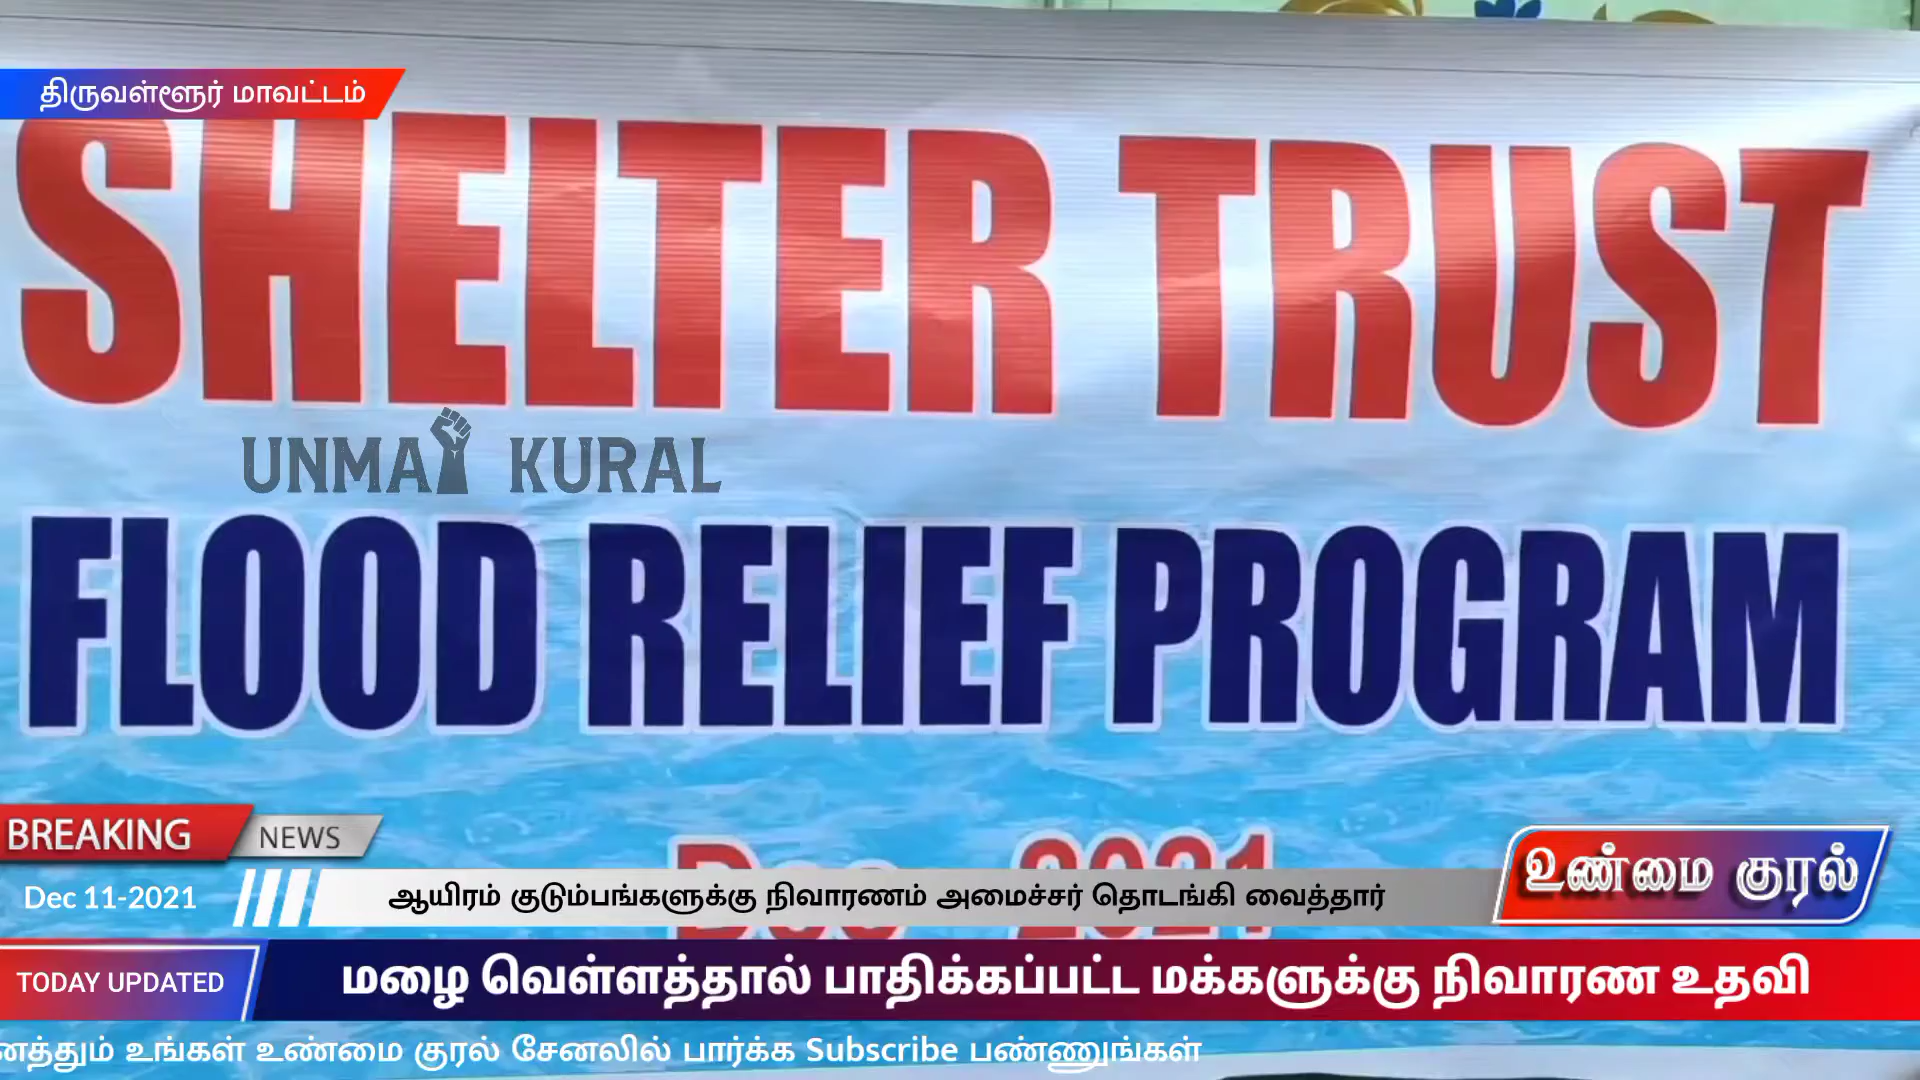 திருவள்ளூர் மாவட்டம்
SHELTER TRUST
UNMAI KURAL
FLOOD RELIEF PROGRAM
Dec - 2021
BREAKING NEWS
உண்மை குரல்
Dec 11-2021
ஆயிரம் குடும்பங்களுக்கு நிவாரணம் அமைச்சர் தொடங்கி வைத்தார்
TODAY UPDATED
மழை வெள்ளத்தால் பாதிக்கப்பட்ட மக்களுக்கு நிவாரண உதவி
உங்கள் உண்மை குரல் சேனலில் பார்க்க Subscribe பண்ணுங்கள்